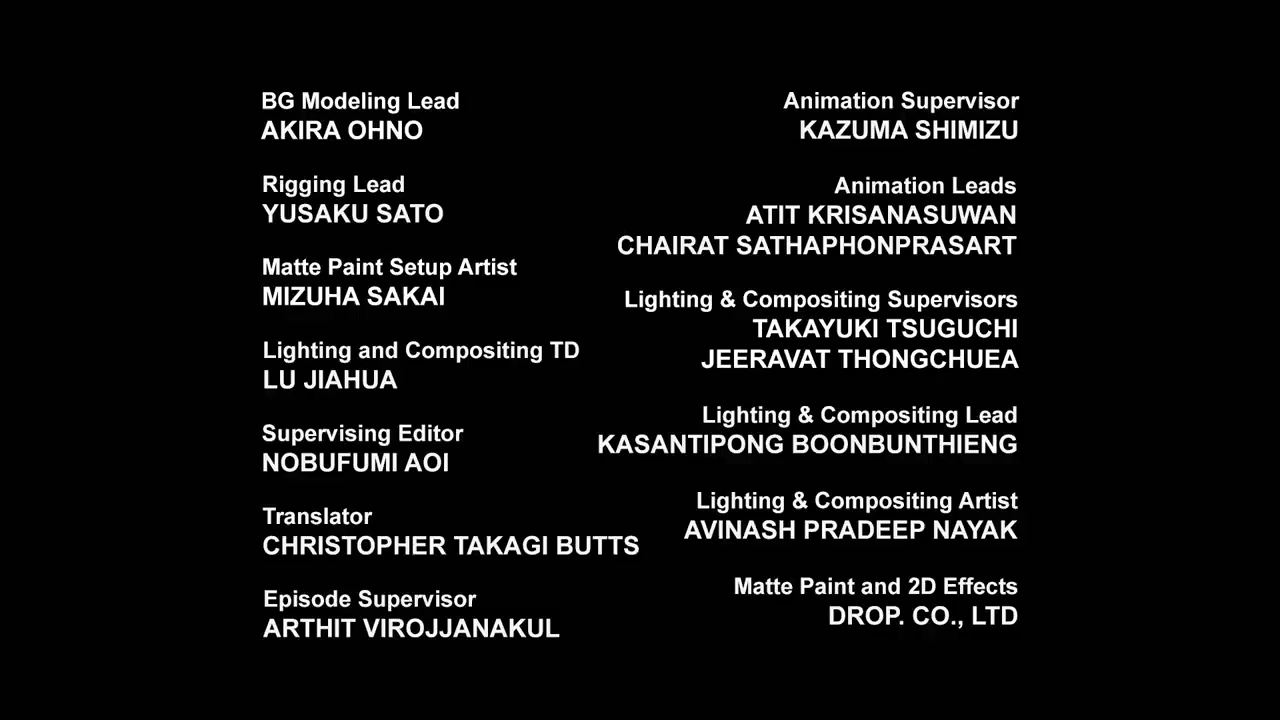 BG Modeling Lead
AKIRA OHNO
Rigging Lead
YUSAKU SATO
Matte Paint Setup Artist
MIZUHA SAKAI
Lighting and Compositing TD
LU JIAHUA
Supervising Editor
NOBUFUMI AOI
Translator
CHRISTOPHER TAKAGI BUTTS
Episode Supervisor
ARTHIT VIROJJANAKUL
Animation Supervisor
KAZUMA SHIMIZU
Animation Leads
ATIT KRISANASUWAN
CHAIRAT SATHAPHONPRASART
Lighting & Compositing Supervisors
TAKAYUKI TSUGUCHI
JEERAVAT THONGCHUEA
Lighting & Compositing Lead
KASANTIPONG BOONBUNTHIENG
Lighting & Compositing Artist
AVINASH PRADEEP NAYAK
Matte Paint and 2D Effects
DROP. CO., LTD